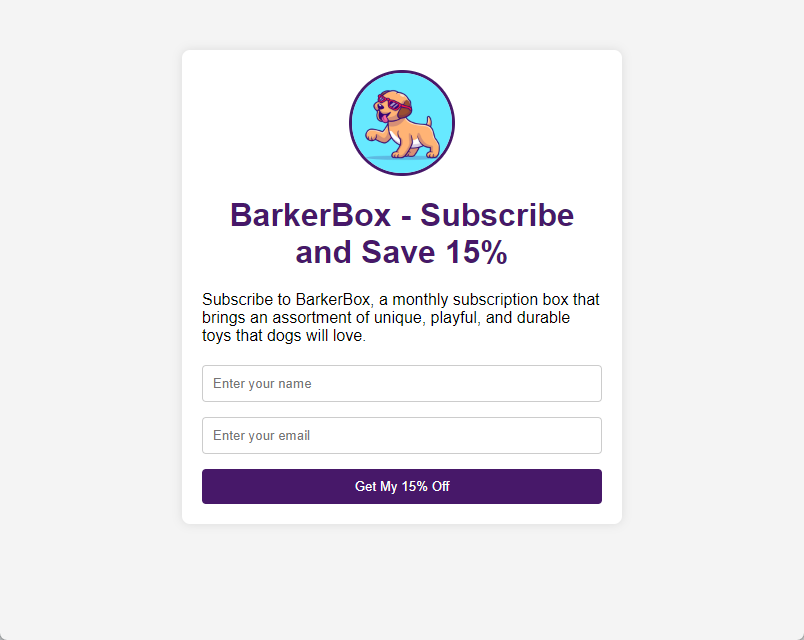 BarkerBox - Subscribe
and Save 15%
Subscribe to BarkerBox, a monthly subscription box that
brings an assortment of unique, playful, and durable
toys that dogs will love.
Enter your name
Enter your email
Get My 15% Off